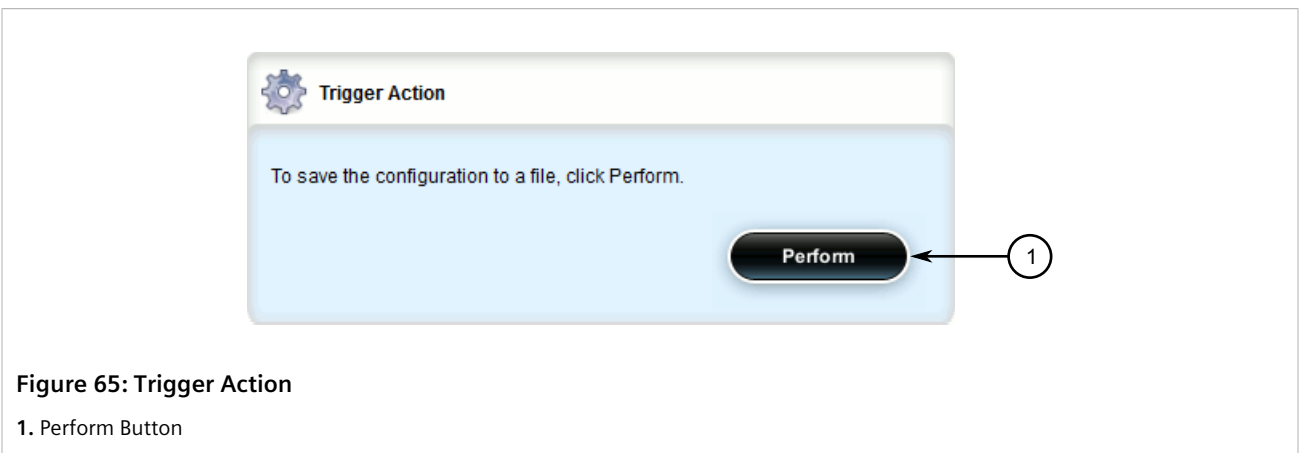 Trigger Action
To save the configuration to a file, click Perform.
Perform
1
Figure 65: Trigger Action
1. Perform Button